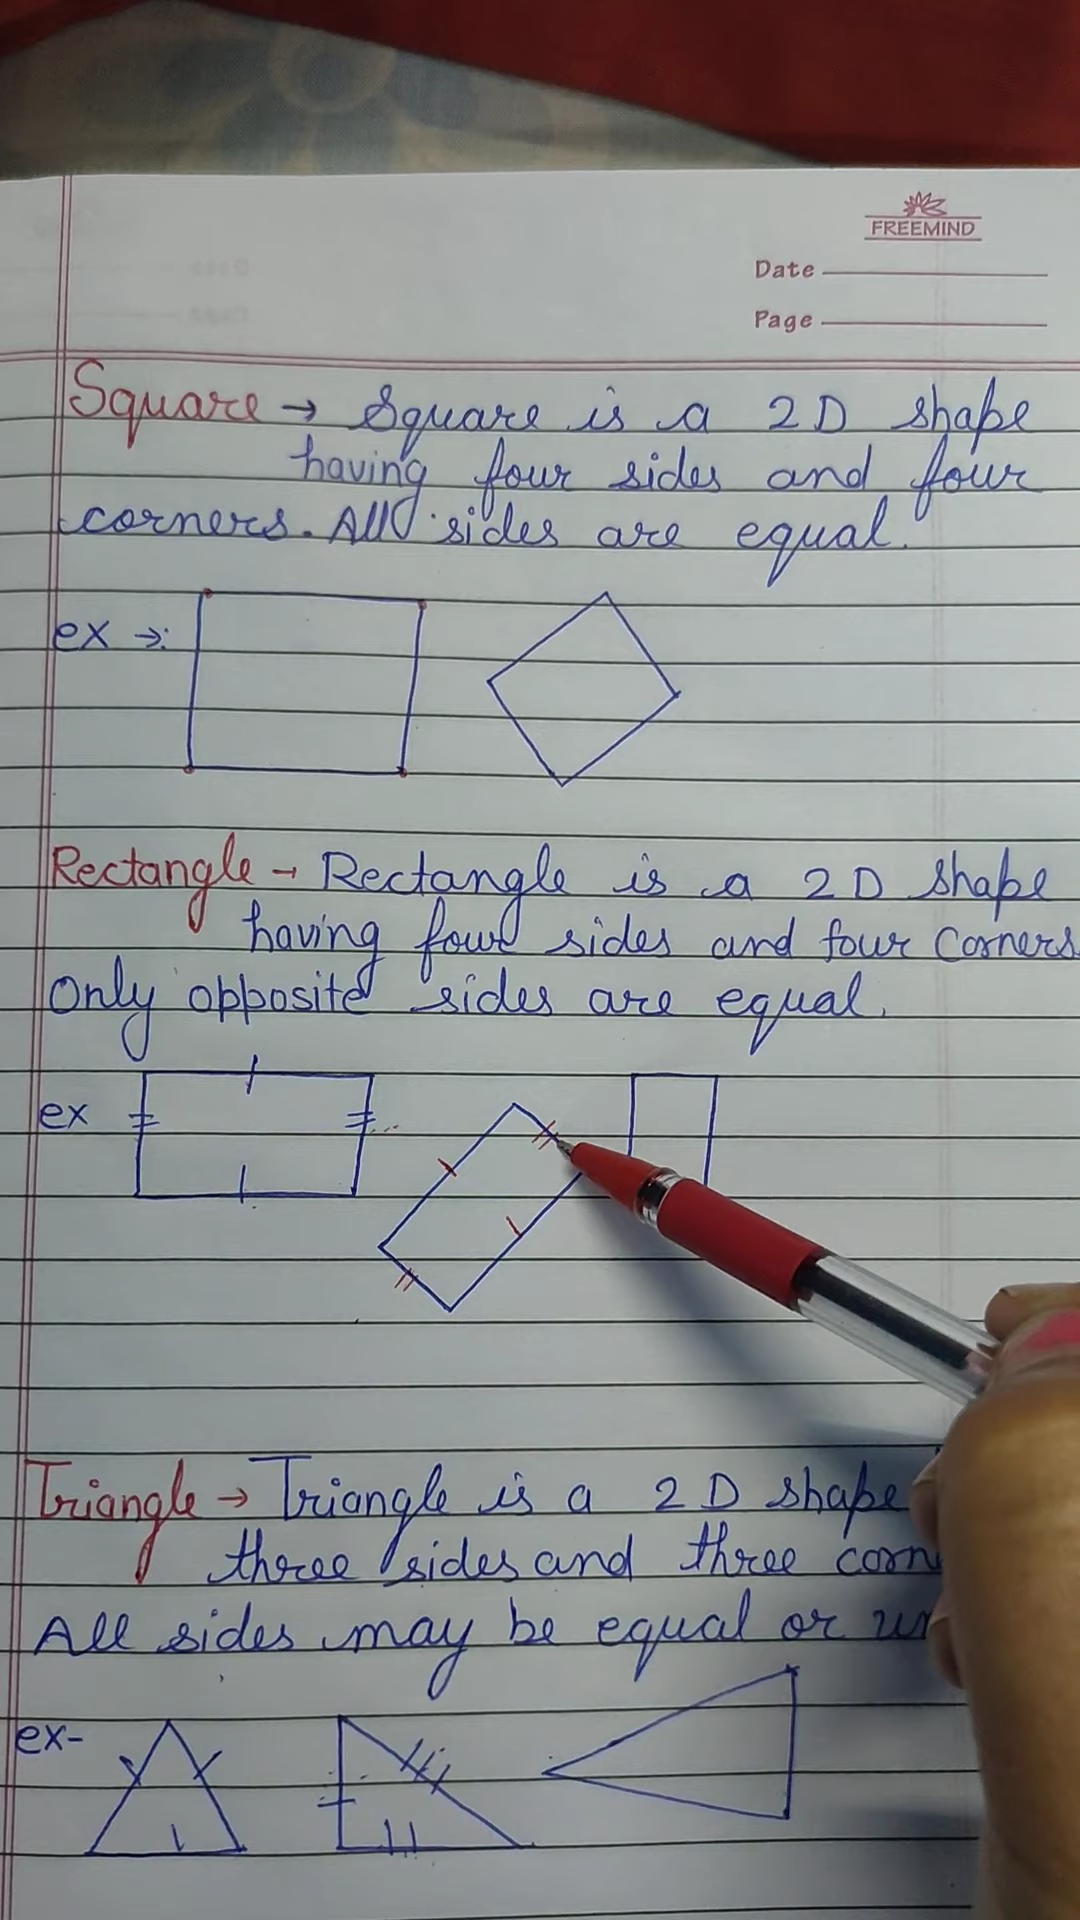 FREEMIND
Date
Page
Square → Square is a 2D shape
having four sides and four
corners. All sides are equal.
ex →:
Rectangle → Rectangle is a 2D shape
having four sides and four corners
Only opposite sides are equal.
ex
Triangle → Triangle is a 2D shape
three sides and three corn
All sides may be equal or un
ex-